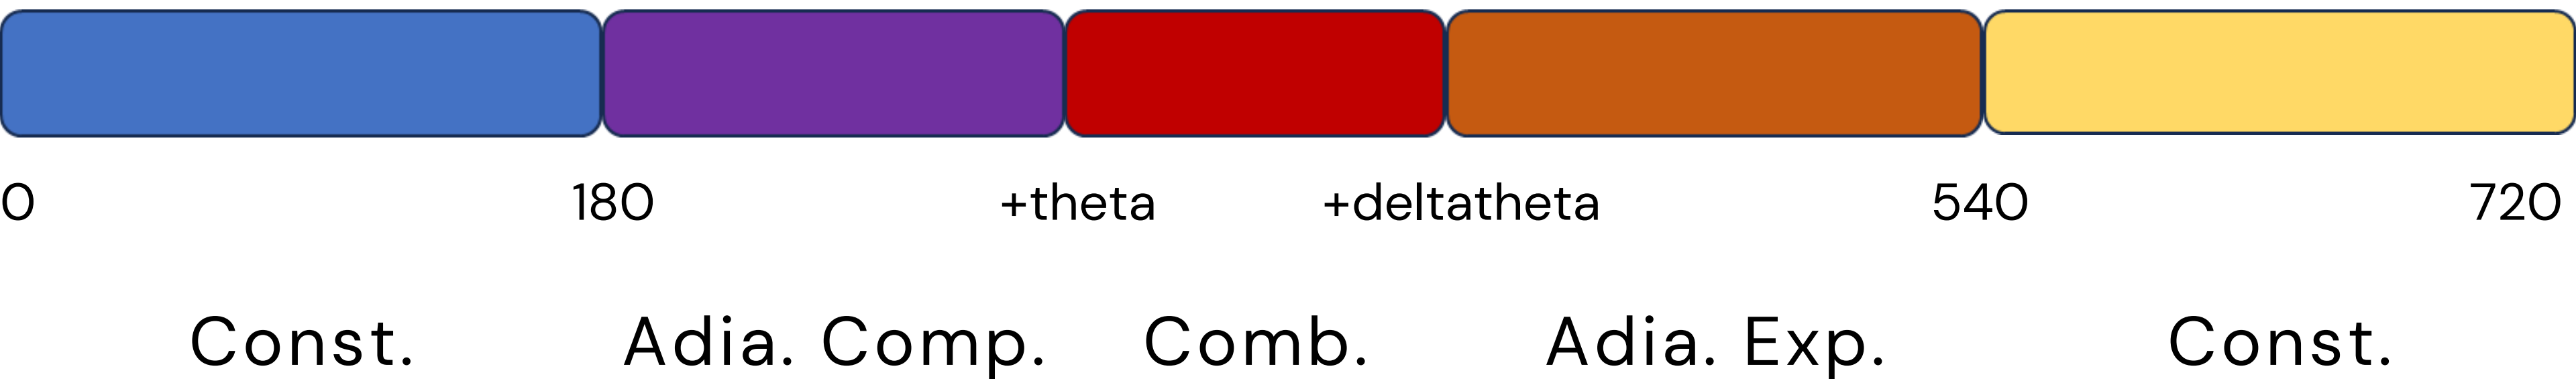 0 180 +theta +deltatheta 540 720
Const. Adia. Comp. Comb. Adia. Exp. Const.